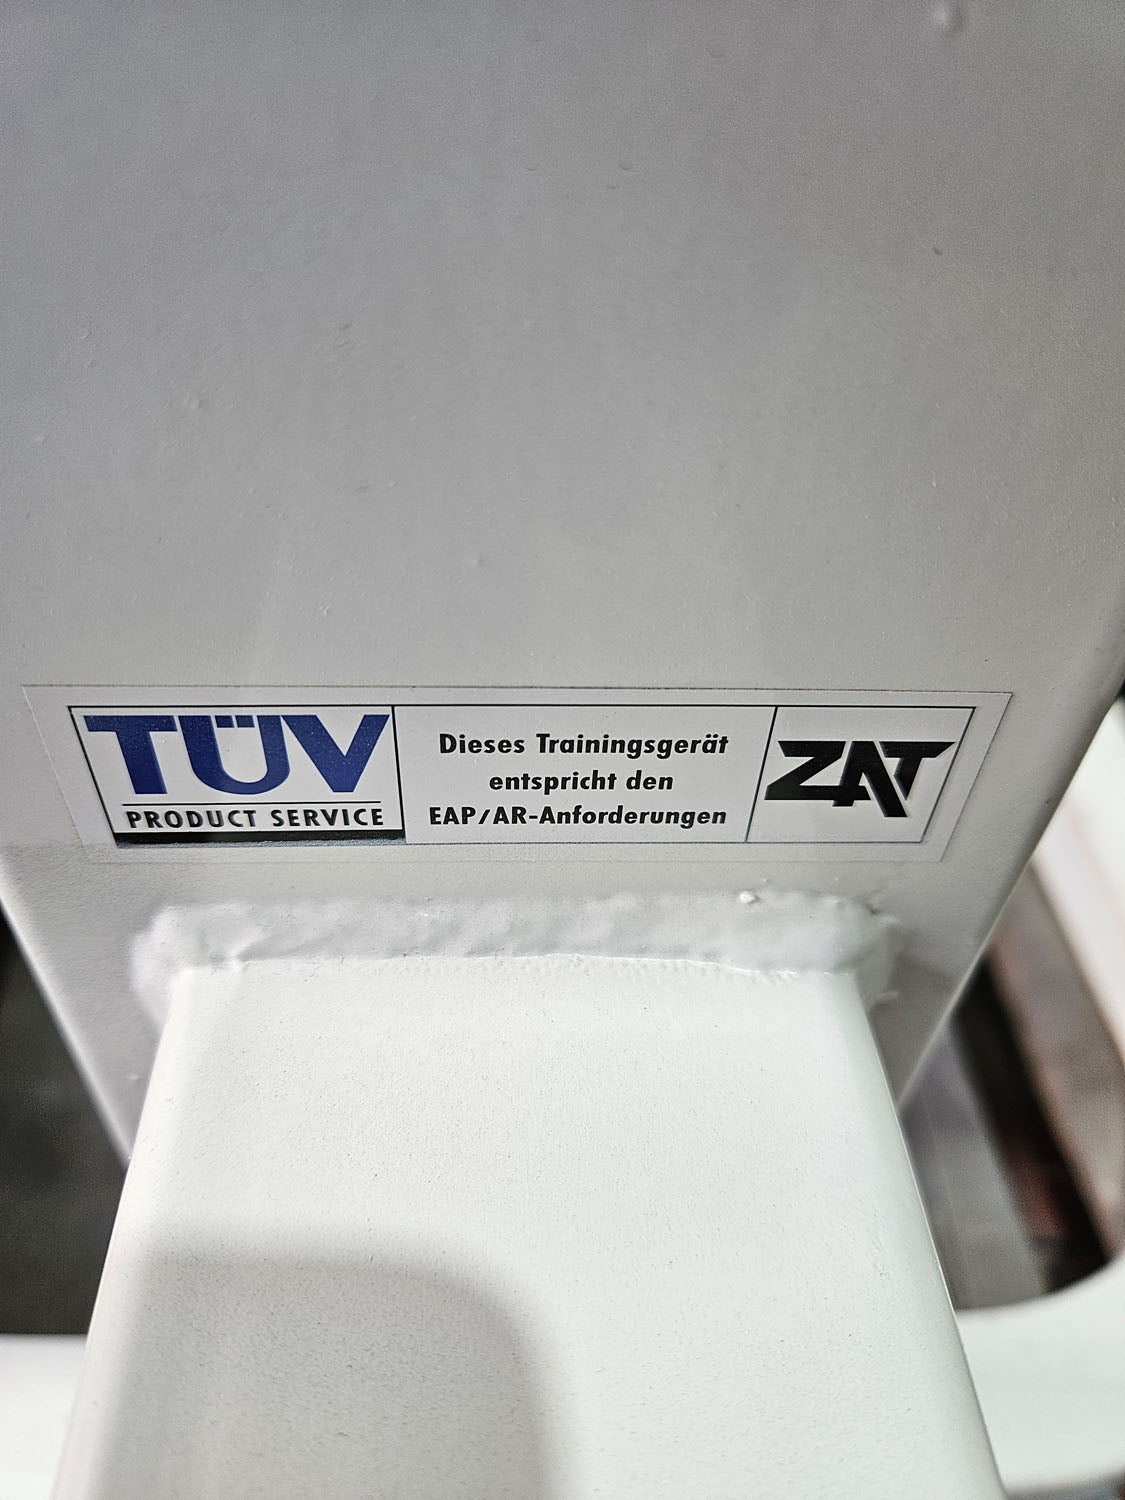 TÜV
PRODUCT SERVICE
Dieses Trainingsgerät
entspricht den
EAP/AR-Anforderungen
ZAT